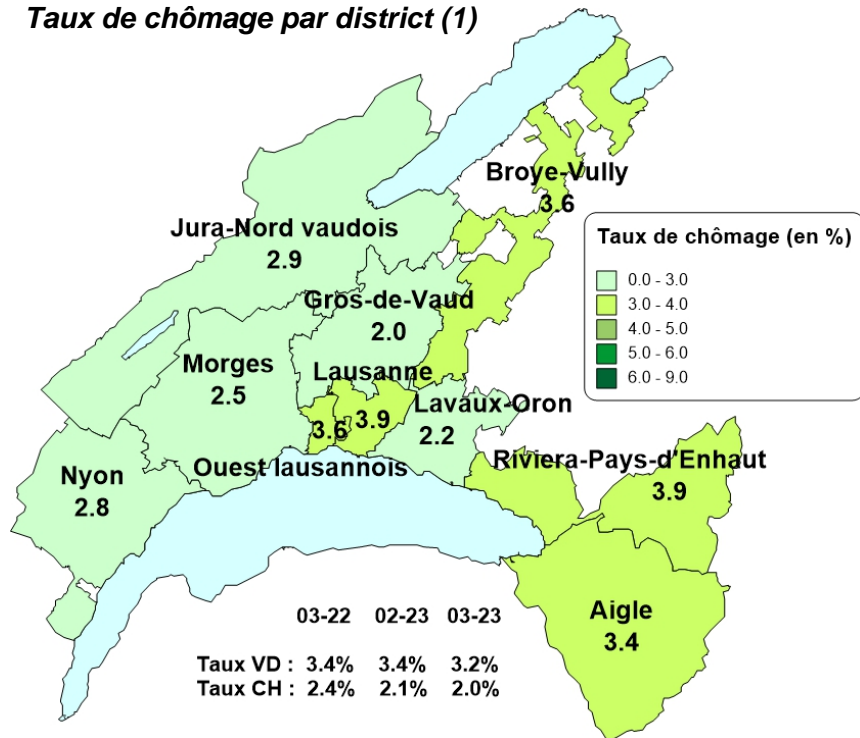 Taux de chômage par district (1)
Broye-Vully
3.6
Jura-Nord vaudois
2.9
Taux de chômage (en %)
0.0 - 3.0
3.0 - 4.0
4.0 - 5.0
5.0 - 6.0
6.0 - 9.0
Gros-de-Vaud
2.0
Morges
2.5
Lausanne
3.9
3.6
Lavaux-Oron
2.2
Ouest lausannois
Riviera-Pays-d'Enhaut
3.9
Nyon
2.8
Aigle
3.4
03-22 02-23 03-23
Taux VD : 3.4% 3.4% 3.2%
Taux CH : 2.4% 2.1% 2.0%